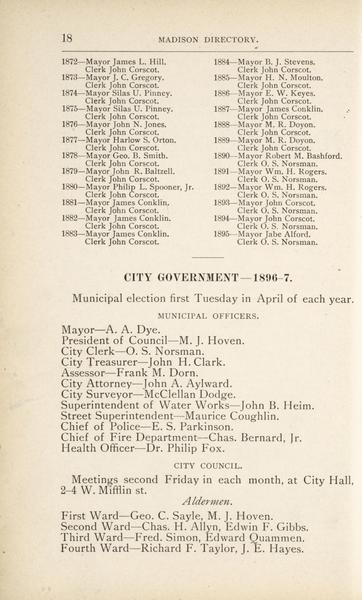 18 MADISON DIRECTORY.
1872—Mayor James L. Hill.
Clerk John Corscot.
1873—Mayor J. C. Gregory.
Clerk John Corscot.
1874—Mayor Silas U. Pinney.
Clerk John Corscot.
1875—Mayor Silas U. Pinney.
Clerk John Corscot.
1876—Mayor John N. Jones.
Clerk John Corscot.
1877—Mayor Harlow S. Orton.
Clerk John Corscot.
1878—Mayor Geo. B. Smith.
Clerk John Corscot.
1879—Mayor John R. Baltzell.
Clerk John Corscot.
1880—Mayor Philip L. Spooner, Jr.
Clerk John Corscot.
1881—Mayor James Conklin.
Clerk John Corscot.
1882—Mayor James Conklin.
Clerk John Corscot.
1883—Mayor James Conklin.
Clerk John Corscot.
1884—Mayor B. J. Stevens.
Clerk John Corscot.
1885—Mayor H. N. Moulton.
Clerk John Corscot.
1886—Mayor E. W. Keyes.
Clerk John Corscot.
1887—Mayor James Conklin.
Clerk John Corscot.
1888—Mayor M. R. Doyon.
Clerk John Corscot.
1889—Mayor M. R. Doyon.
Clerk John Corscot.
1890—Mayor Robert M. Bashford.
Clerk O. S. Norsman.
1891—Mayor Wm. H. Rogers.
Clerk O. S. Norsman.
1892—Mayor Wm. H. Rogers.
Clerk O. S. Norsman.
1893—Mayor John Corscot.
Clerk O. S. Norsman.
1894—Mayor John Corscot.
Clerk O. S. Norsman.
1895—Mayor Jabe Alford.
Clerk O. S. Norsman.
CITY GOVERNMENT—1896-7.
Municipal election first Tuesday in April of each year.
MUNICIPAL OFFICERS.
Mayor—A. A. Dye.
President of Council—M. J. Hoven.
City Clerk—O. S. Norsman.
City Treasurer—John H. Clark.
Assessor—Frank M. Dorn.
City Attorney—John A. Aylward.
City Surveyor—McClellan Dodge.
Superintendent of Water Works—John B. Heim.
Street Superintendent—Maurice Coughlin.
Chief of Police—E. S. Parkinson.
Chief of Fire Department—Chas. Bernard, Jr.
Health Officer—Dr. Philip Fox.
CITY COUNCIL.
Meetings second Friday in each month, at City Hall,
2-4 W. Mifflin st.
Aldermen.
First Ward—Geo. C. Sayle, M. J. Hoven.
Second Ward—Chas. H. Allyn, Edwin F. Gibbs.
Third Ward—Fred. Simon, Edward Quammen.
Fourth Ward—Richard F. Taylor, J. E. Hayes.